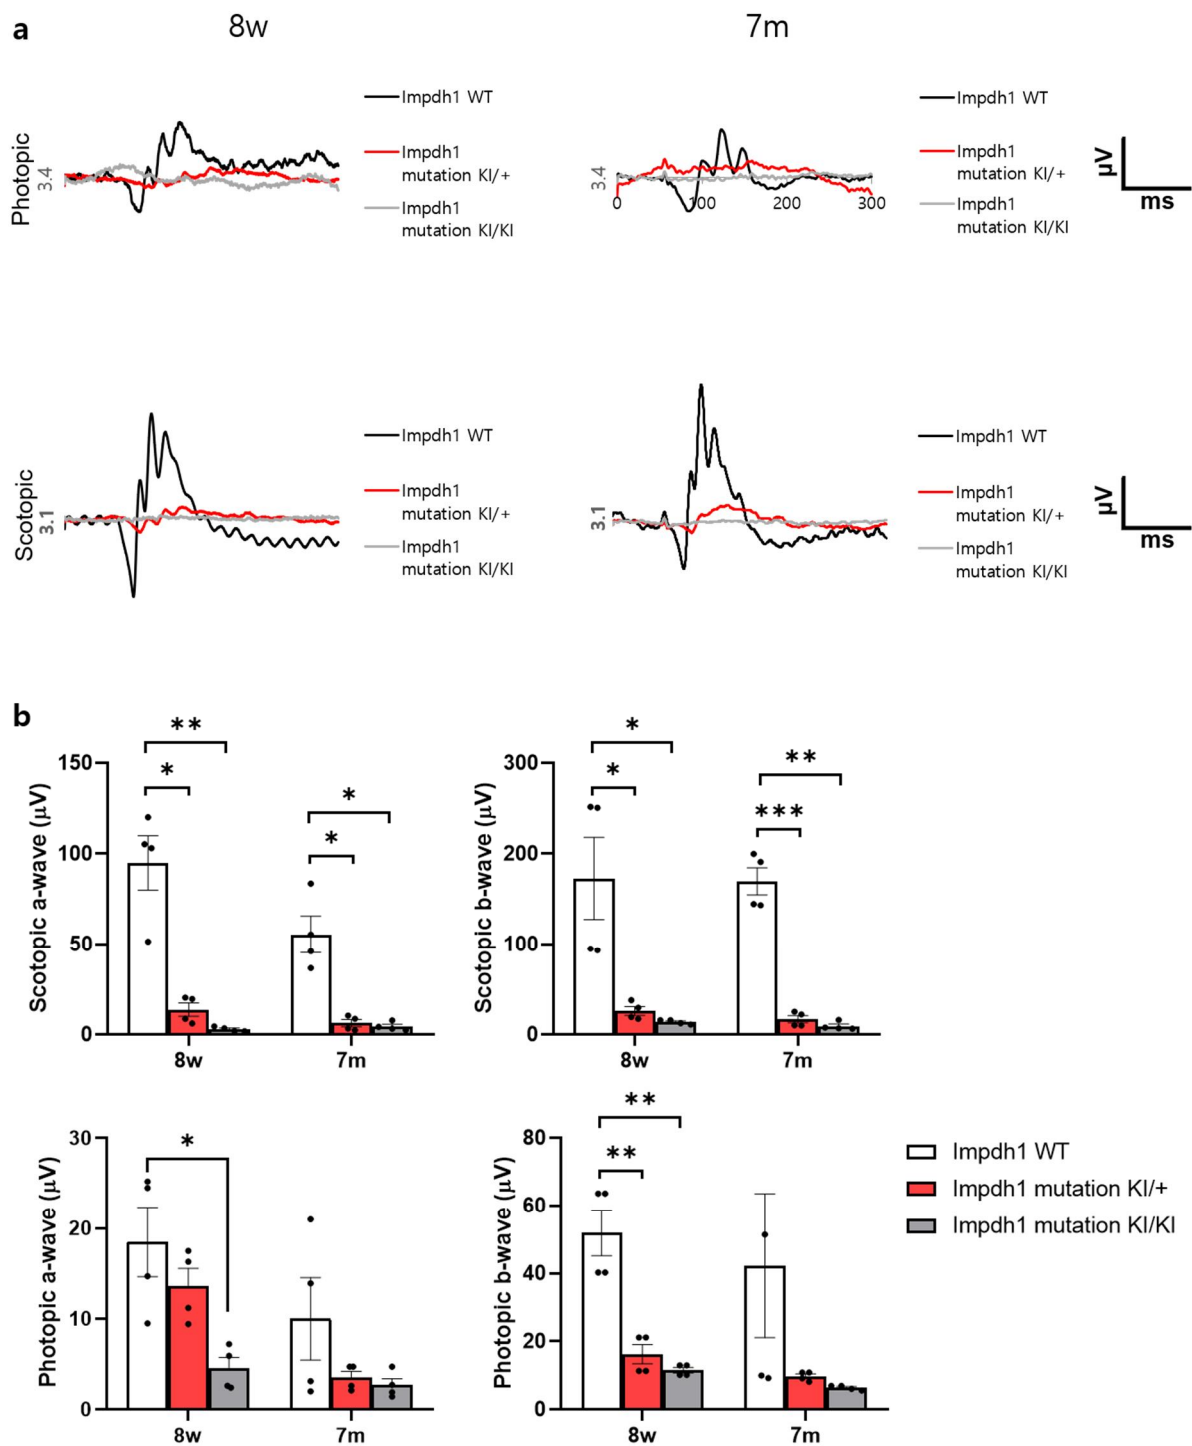 a
8w
7m
Photopic
3.4
Impdh1 WT
Impdh1
mutation KI/+
Impdh1
mutation KI/KI
3.4
0
100
200
300
Impdh1 WT
Impdh1
mutation KI/+
Impdh1
mutation KI/KI
μV
ms
Scotopic
3.1
Impdh1 WT
Impdh1
mutation KI/+
Impdh1
mutation KI/KI
3.1
Impdh1 WT
Impdh1
mutation KI/+
Impdh1
mutation KI/KI
μV
ms
b
Scotopic a-wave (μV)
150
100
50
0
**
*
*
*
8w
7m
Scotopic b-wave (μV)
300
200
100
0
*
*
**
***
8w
7m
Photopic a-wave (μV)
30
20
10
0
*
8w
7m
Photopic b-wave (μV)
80
60
40
20
0
**
**
8w
7m
Impdh1 WT
Impdh1 mutation KI/+
Impdh1 mutation KI/KI